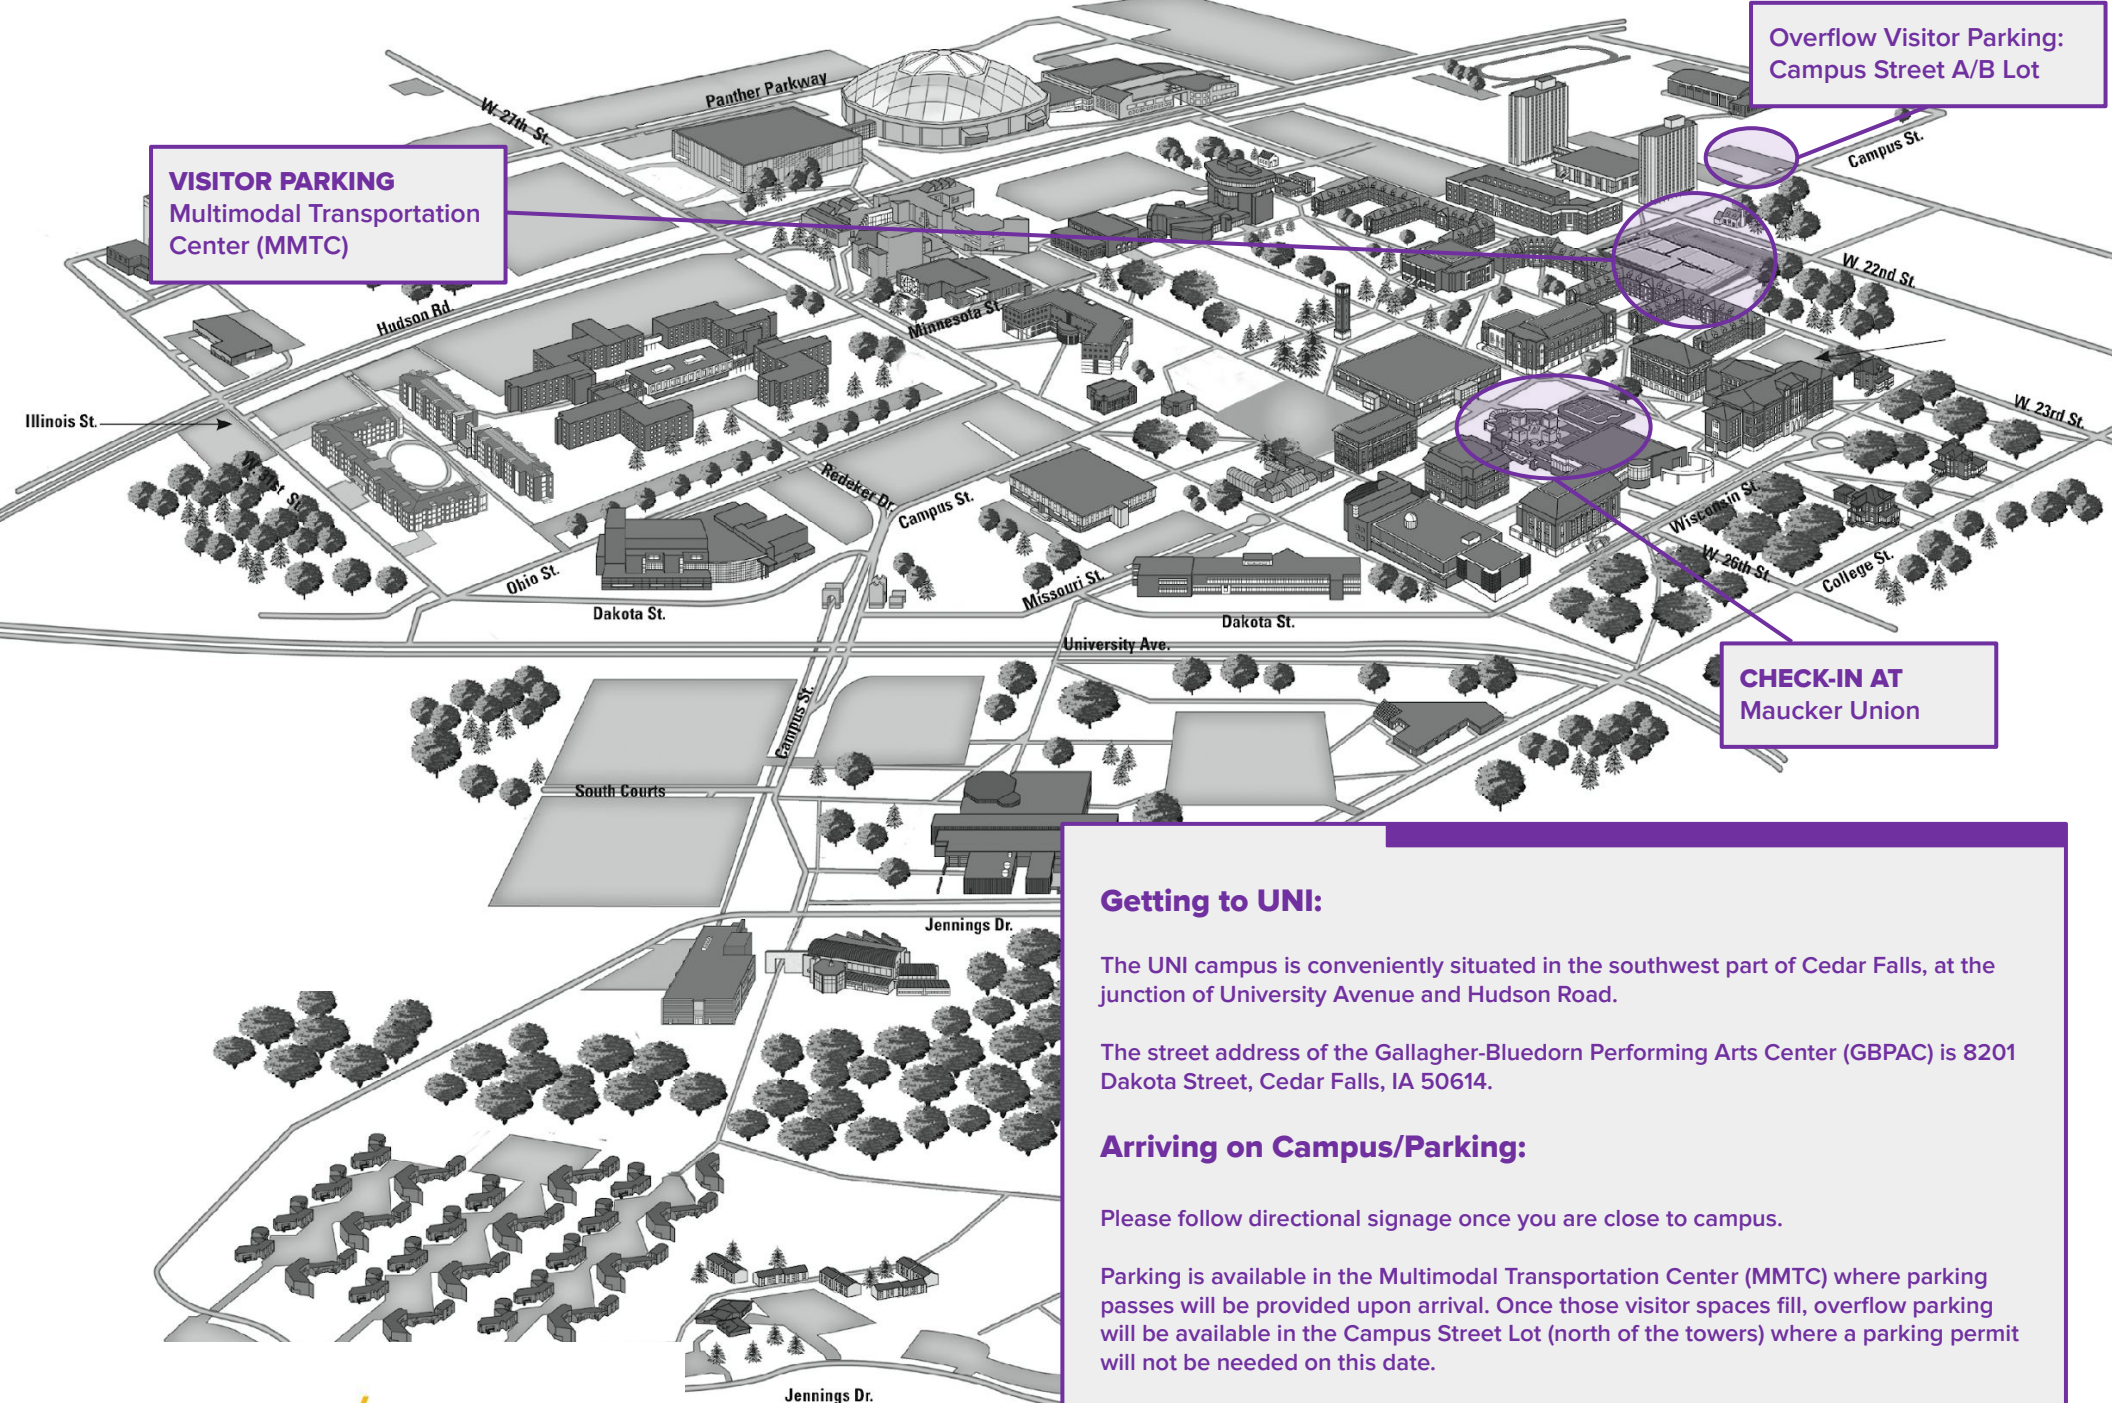 Overflow Visitor Parking:
Campus Street A/B Lot
Panther Parkway
W. 27th St.
Campus St.
VISITOR PARKING
Multimodal Transportation
Center (MMTC)
W. 22nd St.
Hudson Rd.
Minnesota St.
Illinois St.
W. 23rd St.
Redeker Dr.
Campus St.
Wisconsin St.
W. 26th St.
College St.
Ohio St.
Missouri St.
Dakota St.
Dakota St.
University Ave.
CHECK-IN AT
Maucker Union
Campus St.
South Courts
Jennings Dr.
Getting to UNI:
The UNI campus is conveniently situated in the southwest part of Cedar Falls, at the
junction of University Avenue and Hudson Road.
The street address of the Gallagher-Bluedorn Performing Arts Center (GBPAC) is 8201
Dakota Street, Cedar Falls, IA 50614.
Arriving on Campus/Parking:
Please follow directional signage once you are close to campus.
Parking is available in the Multimodal Transportation Center (MMTC) where parking
passes will be provided upon arrival. Once those visitor spaces fill, overflow parking
will be available in the Campus Street Lot (north of the towers) where a parking permit
will not be needed on this date.
Jennings Dr.